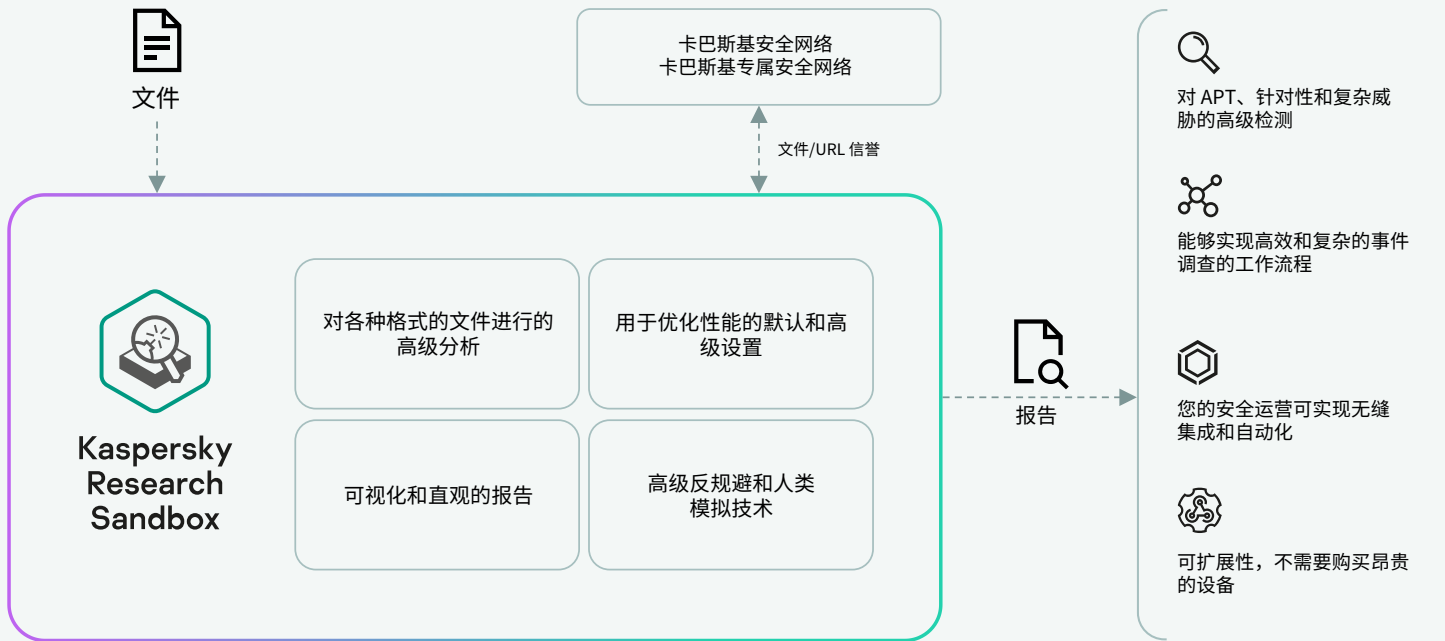 文件
卡巴斯基安全网络
卡巴斯基专属安全网络
文件/URL 信誉
Kaspersky
Research
Sandbox
对各种格式的文件进行的
高级分析
用于优化性能的默认和高
级设置
可视化和直观的报告
高级反规避和人类
模拟技术
报告
对 APT、针对性和复杂威
胁的高级检测
能够实现高效和复杂的事件
调查的工作流程
您的安全运营可实现无缝
集成和自动化
可扩展性，不需要购买昂贵
的设备